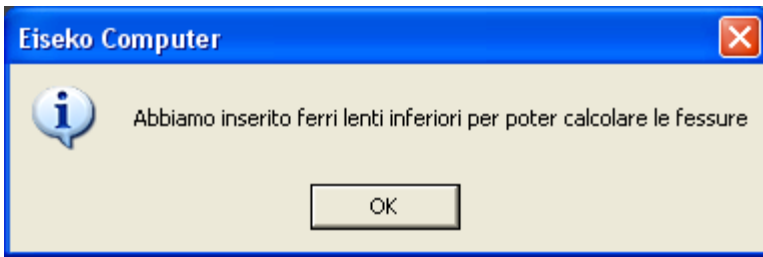 Eiseko Computer
Abbiamo inserito ferri lenti inferiori per poter calcolare le fessure
OK